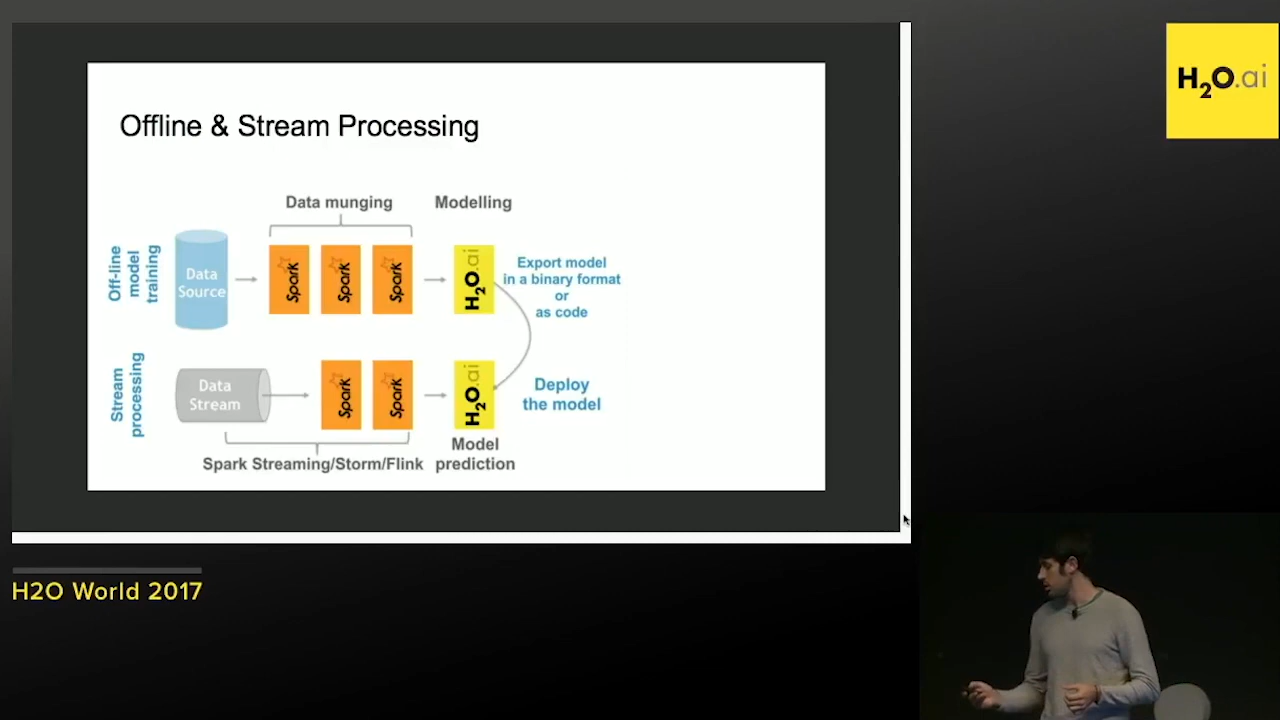 H2O.ai
Offline & Stream Processing
Data munging
Modelling
Off-line
model
training
Data
Source
Spark
Spark
Spark
H2O.ai
Export model
in a binary format
or
as code
Stream
processing
Data
Stream
Spark
Spark
H2O.ai
Deploy
the model
Spark Streaming/Storm/Flink
Model
prediction
H2O World 2017